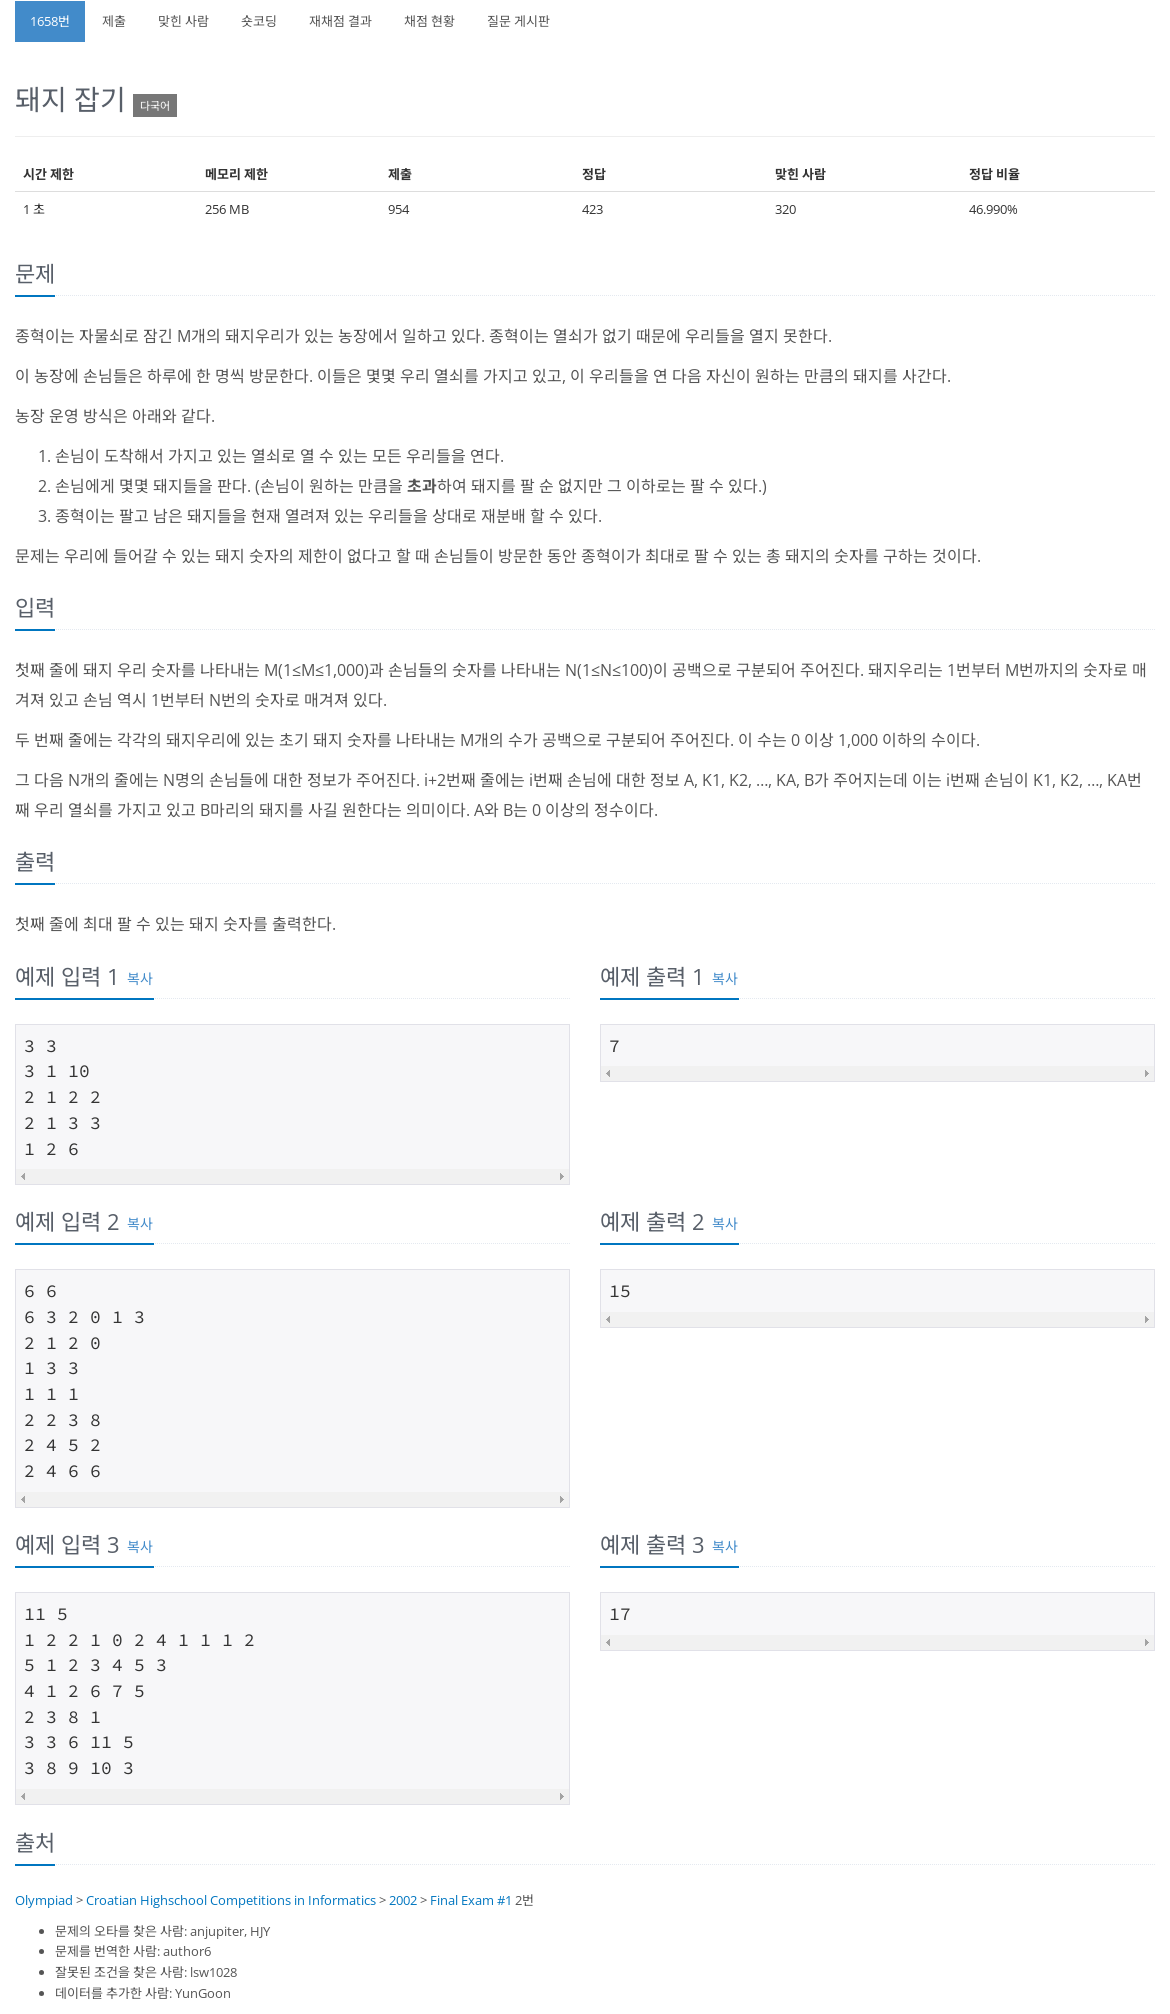 1658번 제출 맞힌 사람 숏코딩 재채점 결과 채점 현황 질문 게시판
돼지 잡기 다국어
시간 제한 메모리 제한 제출 정답 맞힌 사람 정답 비율
1 초 256 MB 954 423 320 46.990%
문제
종혁이는 자물쇠로 잠긴 M개의 돼지우리가 있는 농장에서 일하고 있다. 종혁이는 열쇠가 없기 때문에 우리들을 열지 못한다.
이 농장에 손님들은 하루에 한 명씩 방문한다. 이들은 몇몇 우리 열쇠를 가지고 있고, 이 우리들을 연 다음 자신이 원하는 만큼의 돼지를 사간다.
농장 운영 방식은 아래와 같다.
1. 손님이 도착해서 가지고 있는 열쇠로 열 수 있는 모든 우리들을 연다.
2. 손님에게 몇몇 돼지들을 판다. (손님이 원하는 만큼을 초과하여 돼지를 팔 순 없지만 그 이하로는 팔 수 있다.)
3. 종혁이는 팔고 남은 돼지들을 현재 열려져 있는 우리들을 상대로 재분배 할 수 있다.
문제는 우리에 들어갈 수 있는 돼지 숫자의 제한이 없다고 할 때 손님들이 방문한 동안 종혁이가 최대로 팔 수 있는 총 돼지의 숫자를 구하는 것이다.
입력
첫째 줄에 돼지 우리 숫자를 나타내는 M(1≤M≤1,000)과 손님들의 숫자를 나타내는 N(1≤N≤100)이 공백으로 구분되어 주어진다. 돼지우리는 1번부터 M번까지의 숫자로 매
겨져 있고 손님 역시 1번부터 N번의 숫자로 매겨져 있다.
두 번째 줄에는 각각의 돼지우리에 있는 초기 돼지 숫자를 나타내는 M개의 수가 공백으로 구분되어 주어진다. 이 수는 0 이상 1,000 이하의 수이다.
그 다음 N개의 줄에는 N명의 손님들에 대한 정보가 주어진다. i+2번째 줄에는 i번째 손님에 대한 정보 A, K1, K2, …, KA, B가 주어지는데 이는 i번째 손님이 K1, K2, …, KA번
째 우리 열쇠를 가지고 있고 B마리의 돼지를 사길 원한다는 의미이다. A와 B는 0 이상의 정수이다.
출력
첫째 줄에 최대 팔 수 있는 돼지 숫자를 출력한다.
예제 입력 1 복사
3 3
3 1 10
2 1 2 2
2 1 3 3
1 2 6
예제 출력 1 복사
7
예제 입력 2 복사
6 6
6 3 2 0 1 3
2 1 2 0
1 3 3
1 1 1
2 2 3 8
2 4 5 2
2 4 6 6
예제 출력 2 복사
15
예제 입력 3 복사
11 5
1 2 2 1 0 2 4 1 1 1 2
5 1 2 3 4 5 3
4 1 2 6 7 5
2 3 8 1
3 3 6 11 5
3 8 9 10 3
예제 출력 3 복사
17
출처
Olympiad > Croatian Highschool Competitions in Informatics > 2002 > Final Exam #1 2번
문제의 오타를 찾은 사람: anjupiter, HJY
문제를 번역한 사람: author6
잘못된 조건을 찾은 사람: lsw1028
데이터를 추가한 사람: YunGoon